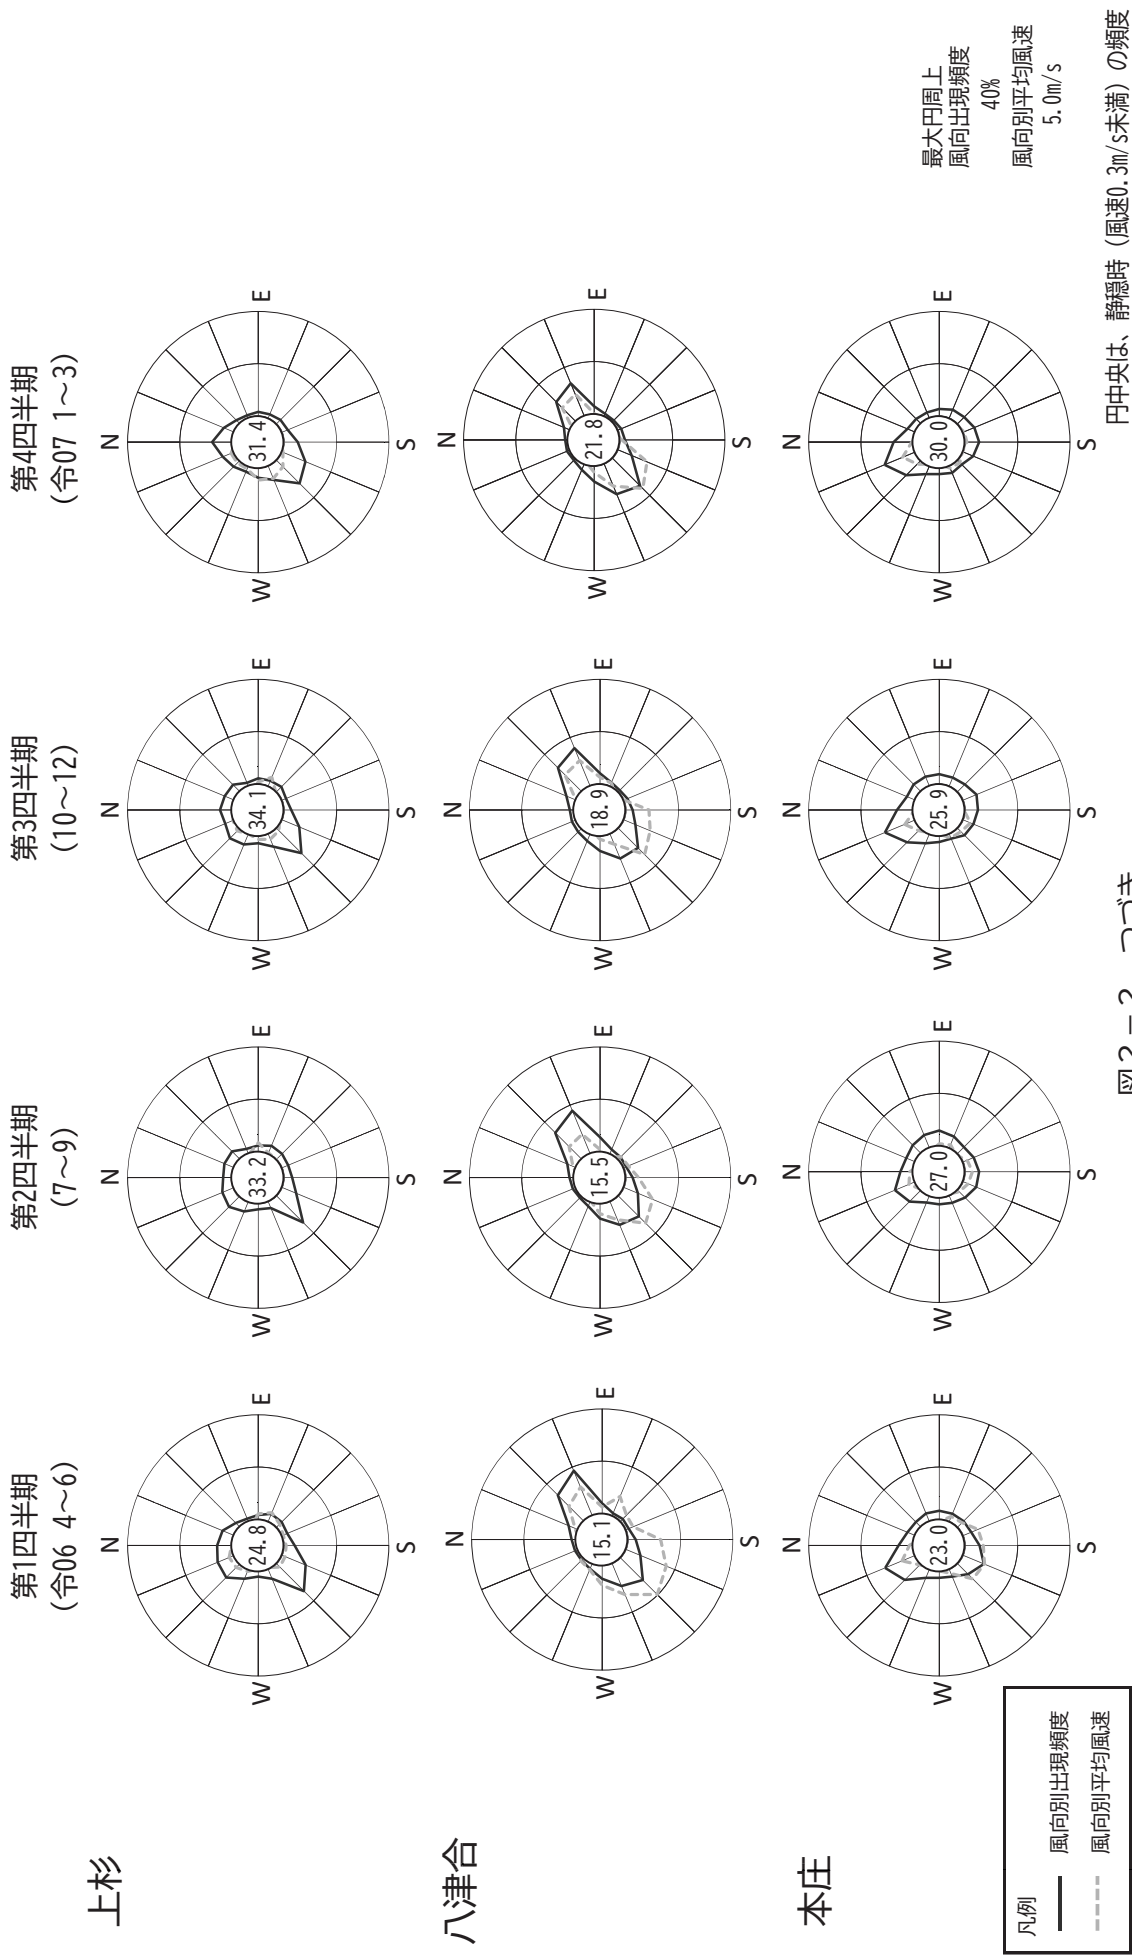 第1四半期
(令06 4～6)
第2四半期
(7～9)
第3四半期
(10～12)
第4四半期
(令07 1～3)
上杉
N
W
24.8
E
S
N
W
33.2
E
S
N
W
34.1
E
S
N
W
31.4
E
S
八津合
N
W
15.1
E
S
N
W
15.5
E
S
N
W
18.9
E
S
N
W
21.8
E
S
本庄
N
W
23.0
E
S
N
W
27.0
E
S
N
W
25.9
E
S
N
W
30.0
E
S
最大円周上
風向出現頻度
40%
風向別平均風速
5.0m/s
凡例
風向別出現頻度
風向別平均風速
円中央は、静穏時(風速0.3m/s未満)の頻度
図2－2 つづき